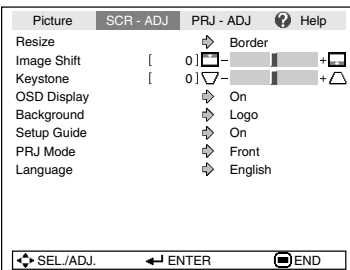 Picture SCR - ADJ PRJ - ADJ ? Help
Resize Border
Image Shift [ 0 ] - +
Keystone [ 0 ] - +
OSD Display On
Background Logo
Setup Guide On
PRJ Mode Front
Language English
SEL./ADJ. ENTER END